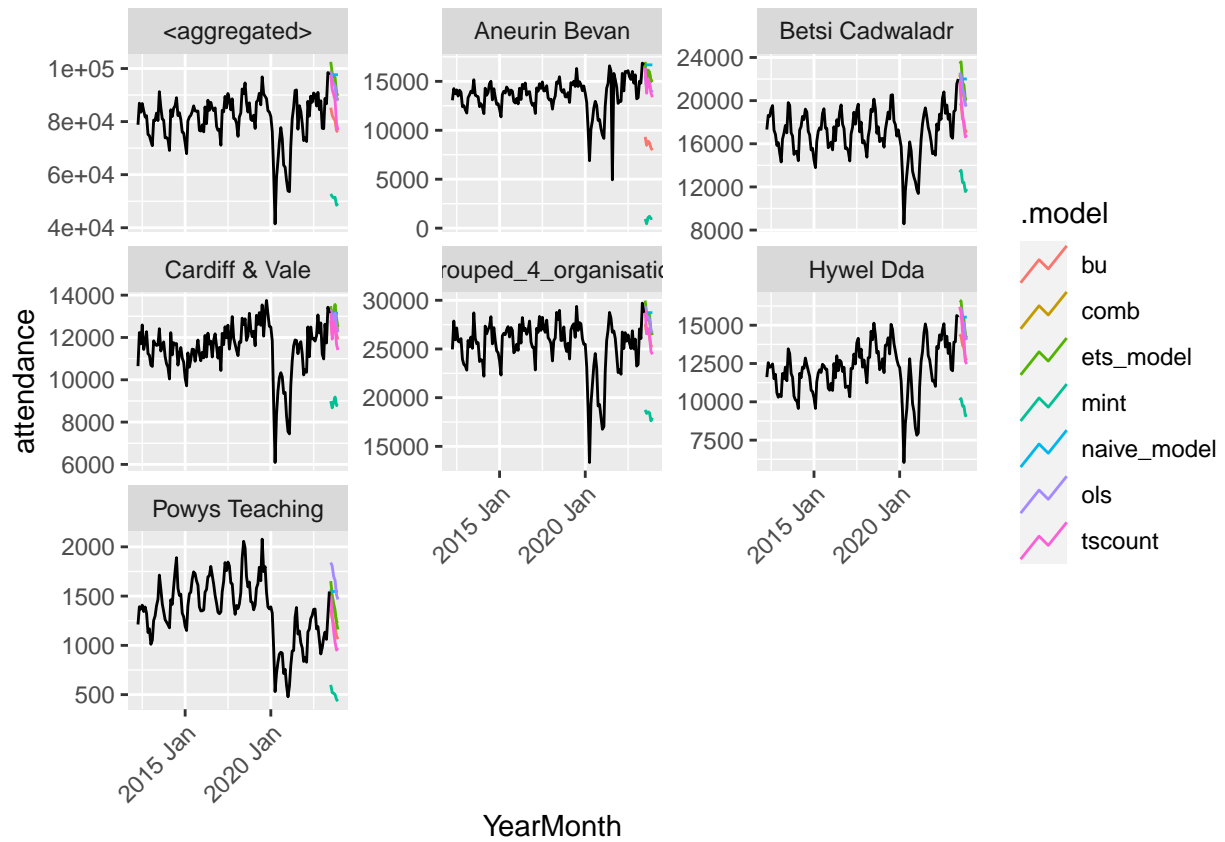 <aggregated>
Aneurin Bevan
Betsi Cadwaladr
1e+05
8e+04
6e+04
4e+04
15000
10000
5000
0
24000
20000
16000
12000
8000
Cardiff & Vale
rouped_4_organisatio
Hywel Dda
14000
12000
10000
8000
6000
30000
25000
20000
15000
15000
12500
10000
7500
2015 Jan
2020 Jan
2015 Jan
2020 Jan
Powys Teaching
2000
1500
1000
500
2015 Jan
2020 Jan
attendance
YearMonth
.model
bu
comb
ets_model
mint
naive_model
ols
tscount